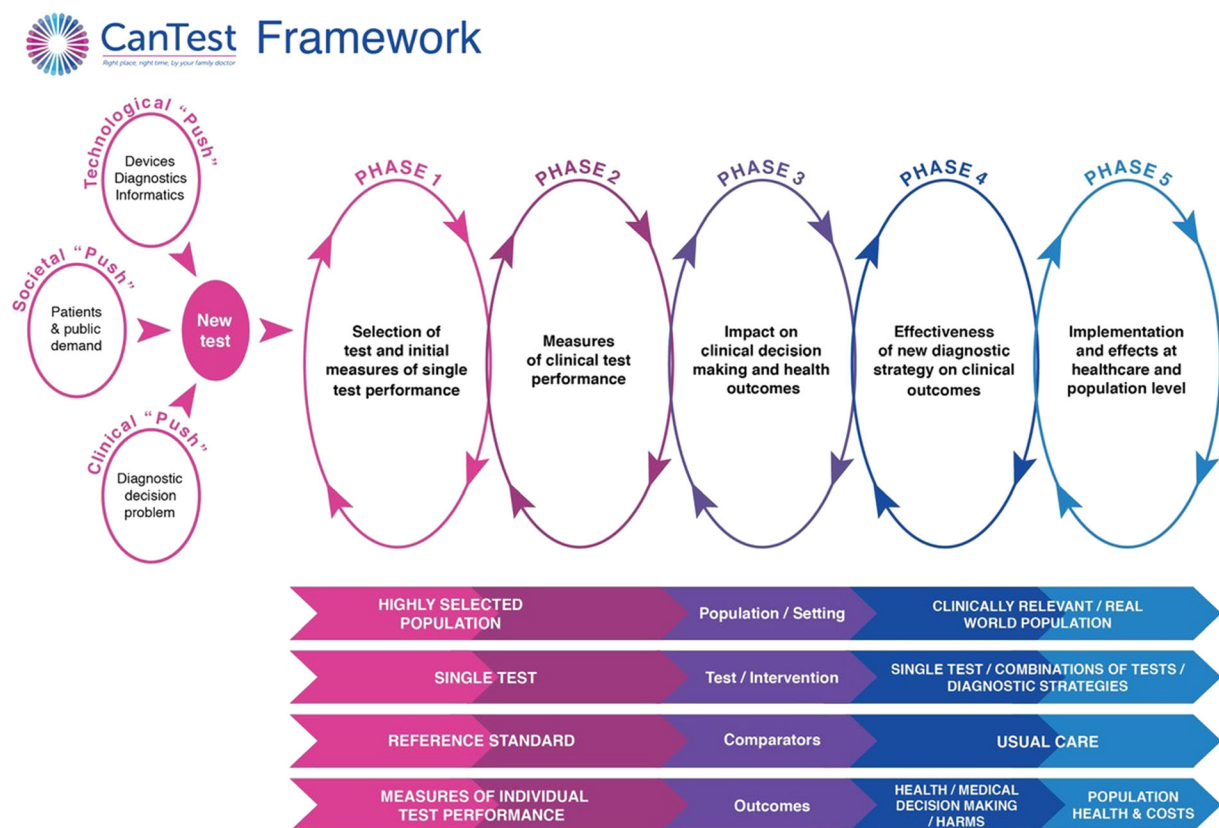 CanTest Framework
Right place, right time, by your family doctor
Technological "Push"
Devices
Diagnostics
Informatics
Societal "Push"
Patients
& public
demand
Clinical "Push"
Diagnostic
decision
problem
New
test
PHASE 1
Selection of
test and initial
measures of single
test performance
PHASE 2
Measures
of clinical test
performance
PHASE 3
Impact on
clinical decision
making and health
outcomes
PHASE 4
Effectiveness
of new diagnostic
strategy on clinical
outcomes
PHASE 5
Implementation
and effects at
healthcare and
population level
HIGHLY SELECTED
POPULATION
Population / Setting
CLINICALLY RELEVANT / REAL
WORLD POPULATION
SINGLE TEST
Test / Intervention
SINGLE TEST / COMBINATIONS OF TESTS /
DIAGNOSTIC STRATEGIES
REFERENCE STANDARD
Comparators
USUAL CARE
MEASURES OF INDIVIDUAL
TEST PERFORMANCE
Outcomes
HEALTH / MEDICAL
DECISION MAKING
/ HARMS
POPULATION
HEALTH & COSTS